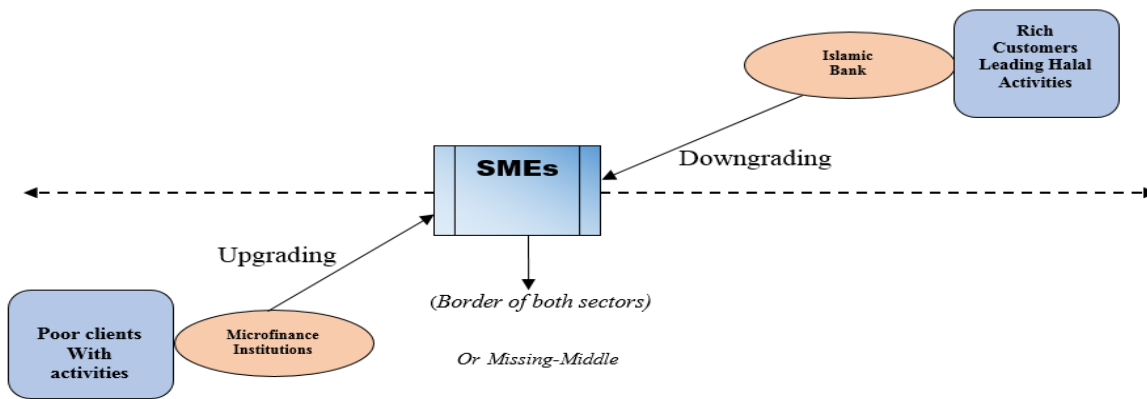 Rich
Customers
Leading Halal
Activities
Islamic
Bank
Downgrading
SMEs
Upgrading
(Border of both sectors)
Or Missing-Middle
Poor clients
With
activities
Microfinance
Institutions